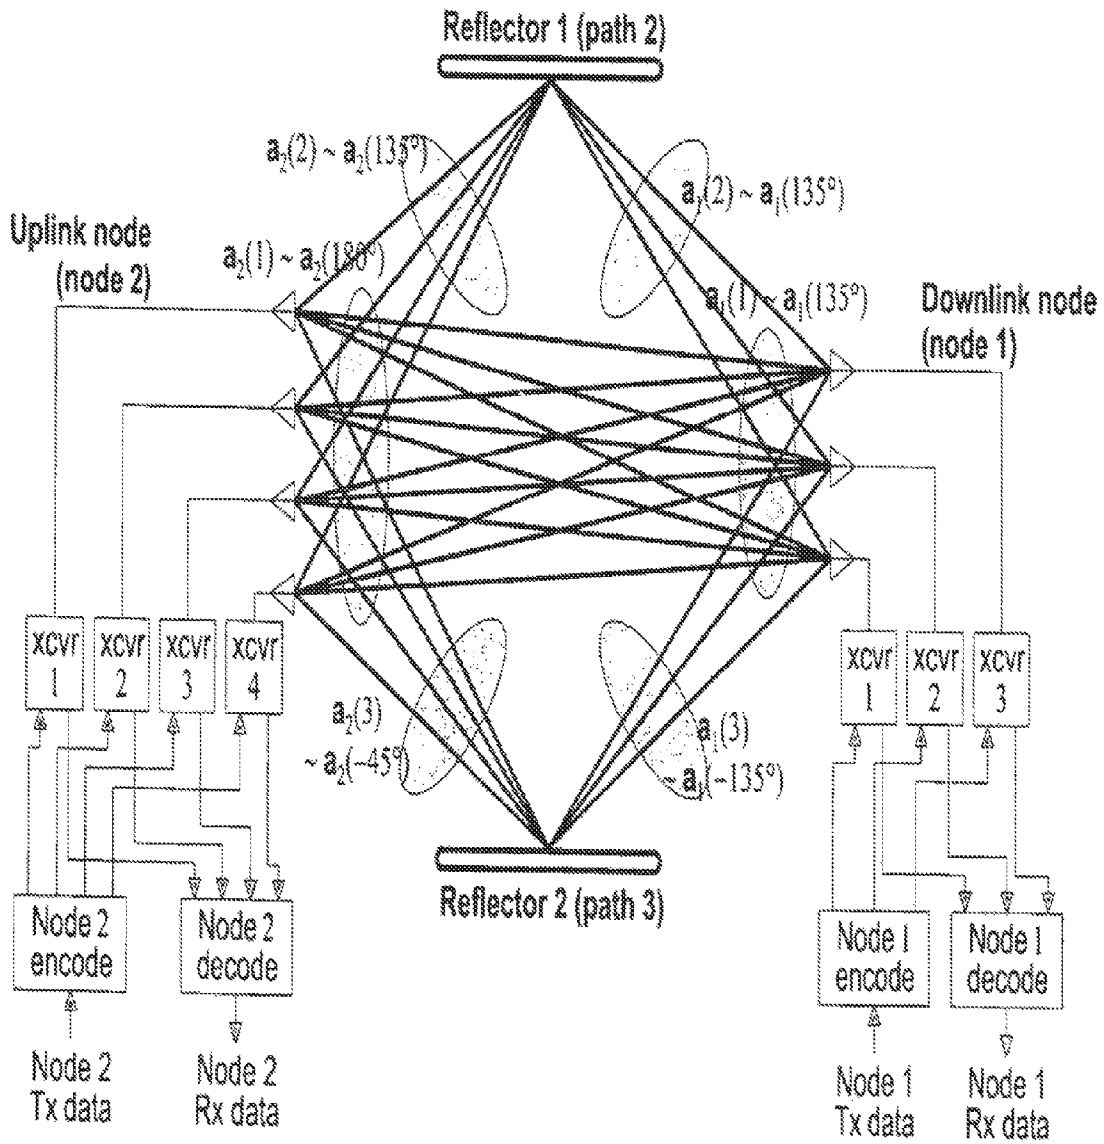 Reflector 1 (path 2)
a₂(2) ~ a₂(135°)
a₁(2) ~ a₁(135°)
Uplink node
(node 2)
a₂(1) ~ a₂(180°)
a₁(1) ~ a₁(135°)
Downlink node
(node 1)
xcvr
1
xcvr
2
xcvr
3
xcvr
4
xcvr
1
xcvr
2
xcvr
3
a₂(3)
~ a₂(−45°)
a₁(3)
~ a₁(−135°)
Reflector 2 (path 3)
Node 2
encode
Node 2
decode
Node 1
encode
Node 1
decode
Node 2
Tx data
Node 2
Rx data
Node 1
Tx data
Node 1
Rx data